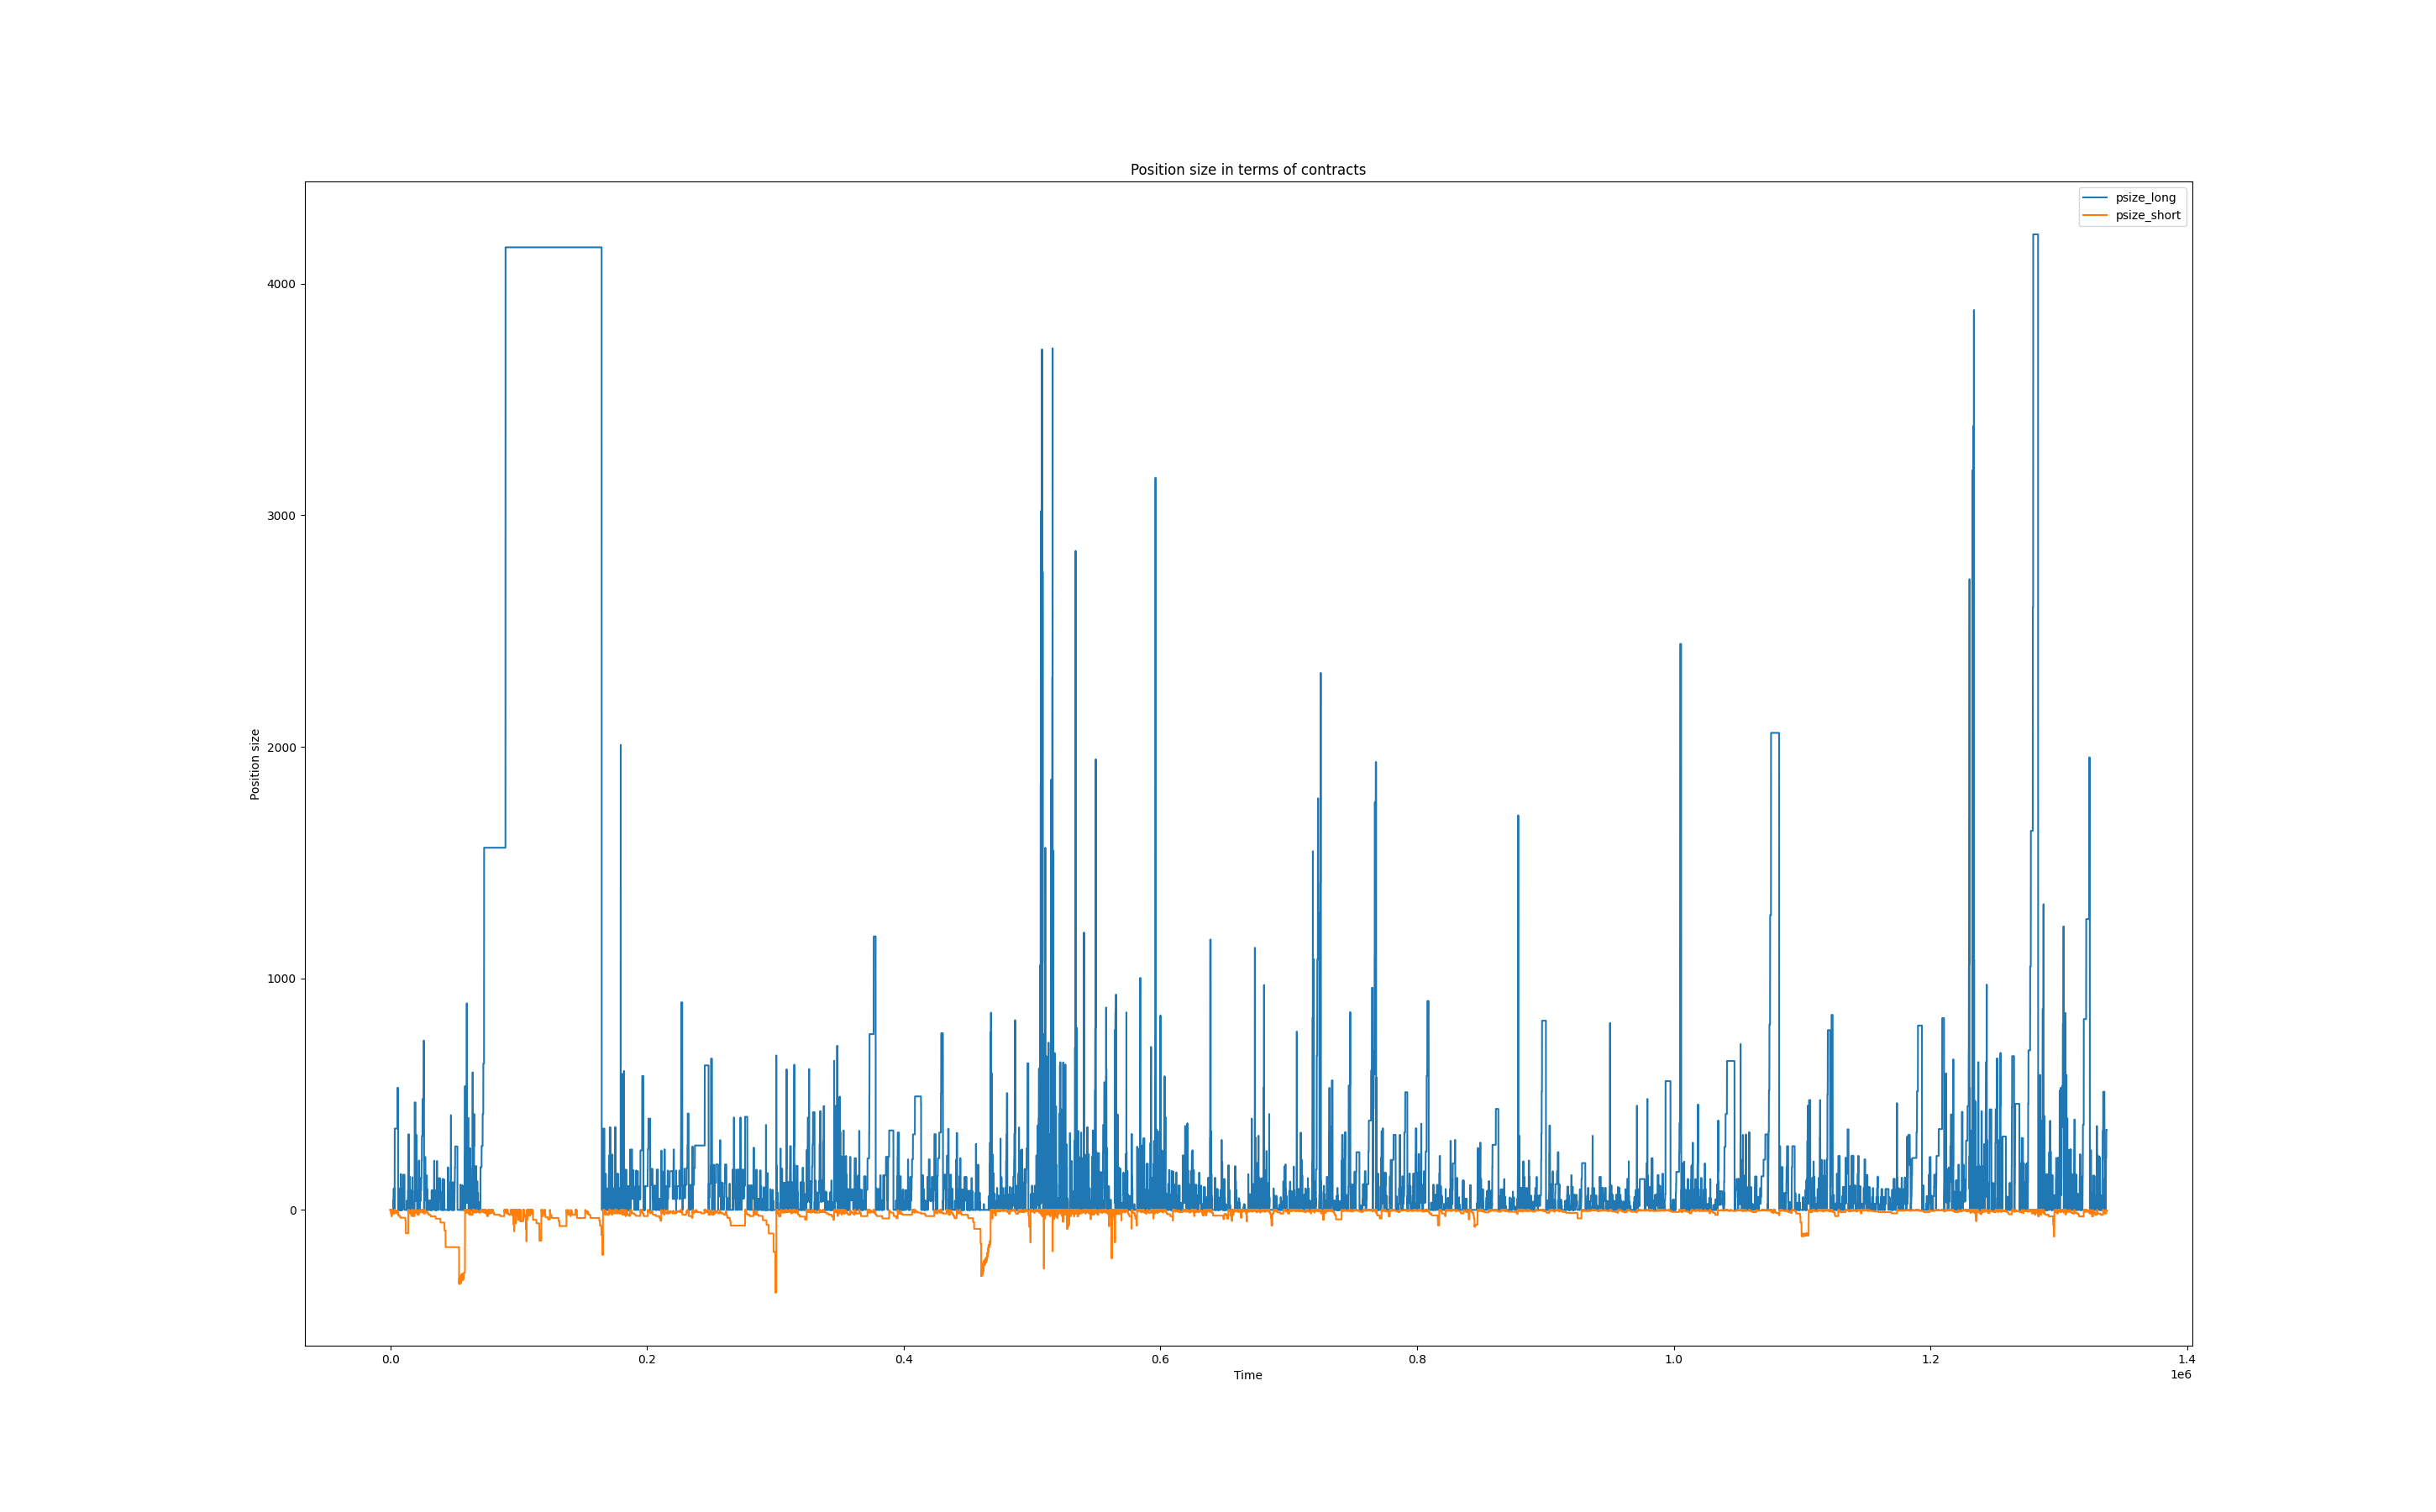 Position size in terms of contracts
psize_long
psize_short
4000
3000
2000
1000
0
Position size
0.0 0.2 0.4 0.6 0.8 1.0 1.2 1.4
Time
1e6